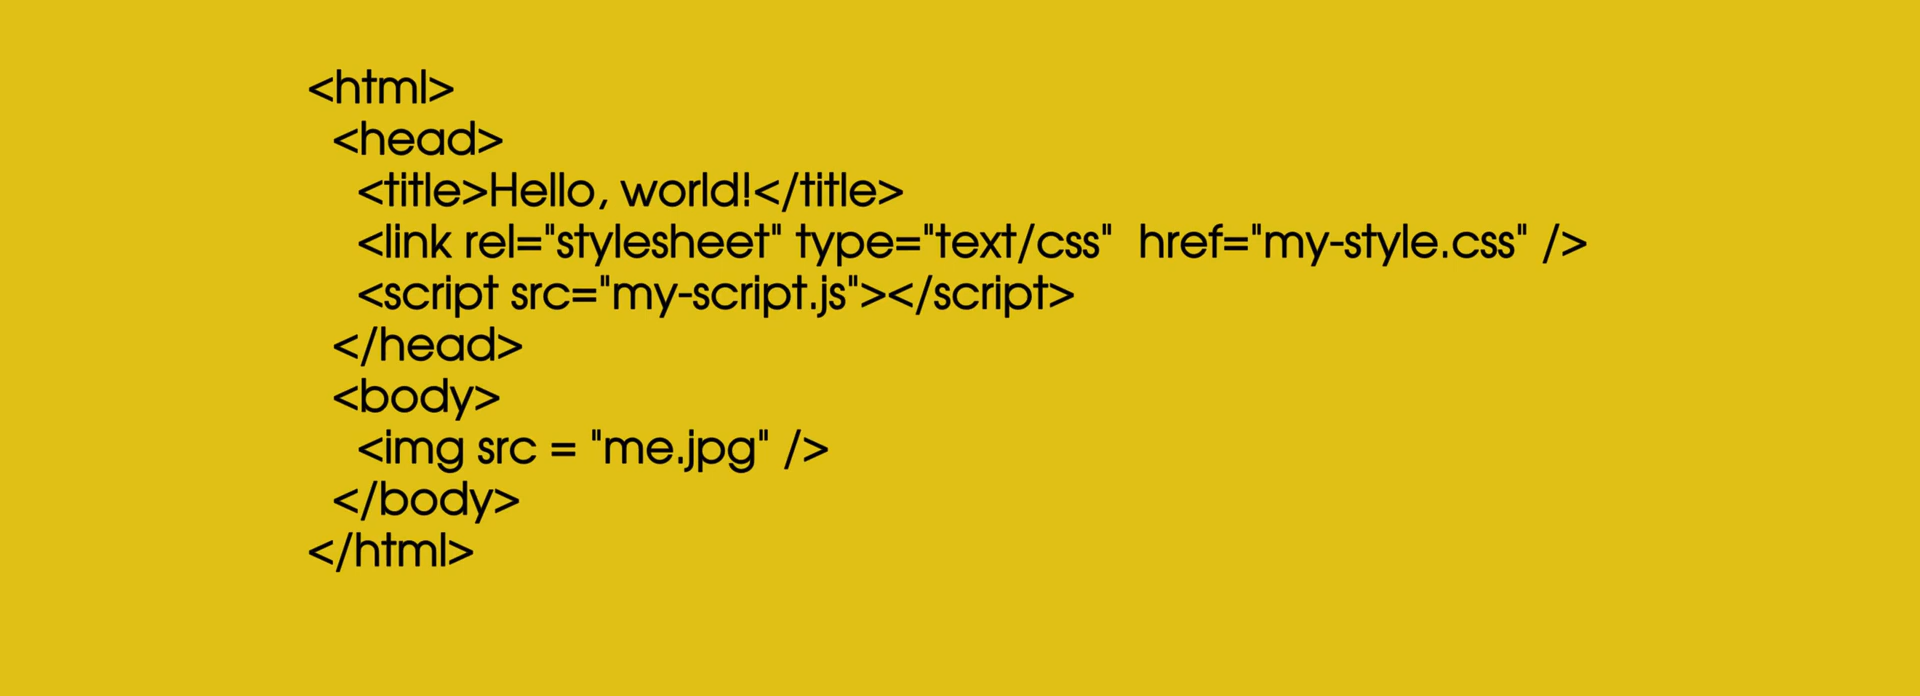 <html>
  <head>
    <title>Hello, world!</title>
    <link rel="stylesheet" type="text/css"  href="my-style.css" />
    <script src="my-script.js"></script>
  </head>
  <body>
    <img src = "me.jpg" />
  </body>
</html>